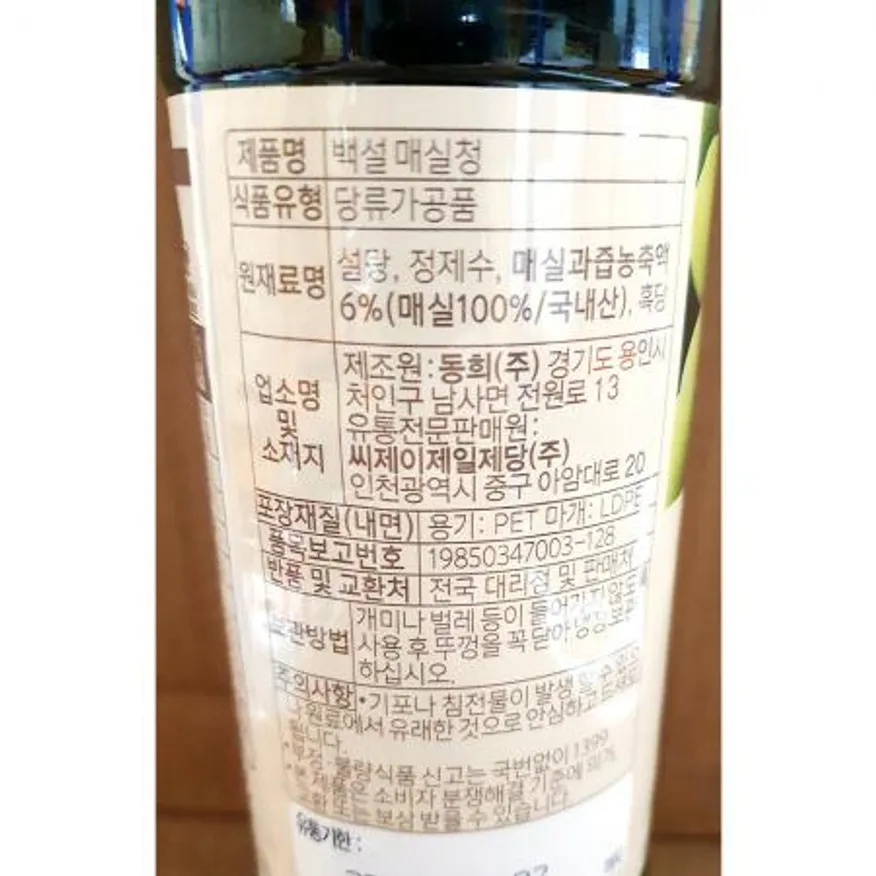 제품명 백설 매실청
식품유형 당류가공품
원재료명 설탕, 정제수, 매실과즙농축액
6%(매실100%/국내산), 흑당
업소명 및 소재지 제조원:동희(주) 경기도 용인시
처인구 남사면 전원로 13
유통전문판매원:
씨제이제일제당(주)
인천광역시 중구 아암대로 20
포장재질(내면) 용기: PET 마개: LDPE
품목보고번호 19850347003-128
반품 및 교환처 전국 대리점 및 판매처
보관방법 개미나 벌레 등이 들어가지 않도록
사용 후 뚜껑을 꼭 닫아 냉장 보관
하십시오.
주의사항 •기포나 침전물이 발생 할 수 있으
나 원료에서 유래한 것으로 안심하고 드셔도
됩니다.
•부정·불량식품 신고는 국번없이 1399
•본 제품은 소비자 분쟁해결 기준에 의거
교환 또는 보상 받을 수 있습니다.
유통기한 :